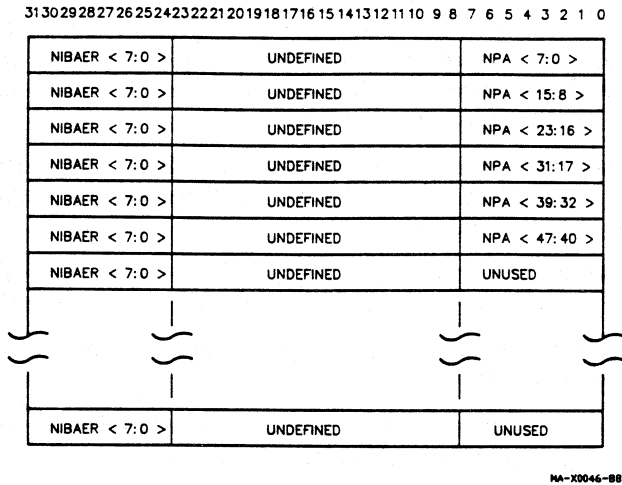 31 30 29 28 27 26 25 24 23 22 21 20 19 18 17 16 15 14 13 12 11 10 9 8 7 6 5 4 3 2 1 0
NIBAER < 7:0 > UNDEFINED NPA < 7:0 >
NIBAER < 7:0 > UNDEFINED NPA < 15:8 >
NIBAER < 7:0 > UNDEFINED NPA < 23:16 >
NIBAER < 7:0 > UNDEFINED NPA < 31:17 >
NIBAER < 7:0 > UNDEFINED NPA < 39:32 >
NIBAER < 7:0 > UNDEFINED NPA < 47:40 >
NIBAER < 7:0 > UNDEFINED UNUSED
NIBAER < 7:0 > UNDEFINED UNUSED
MA-X0046-88